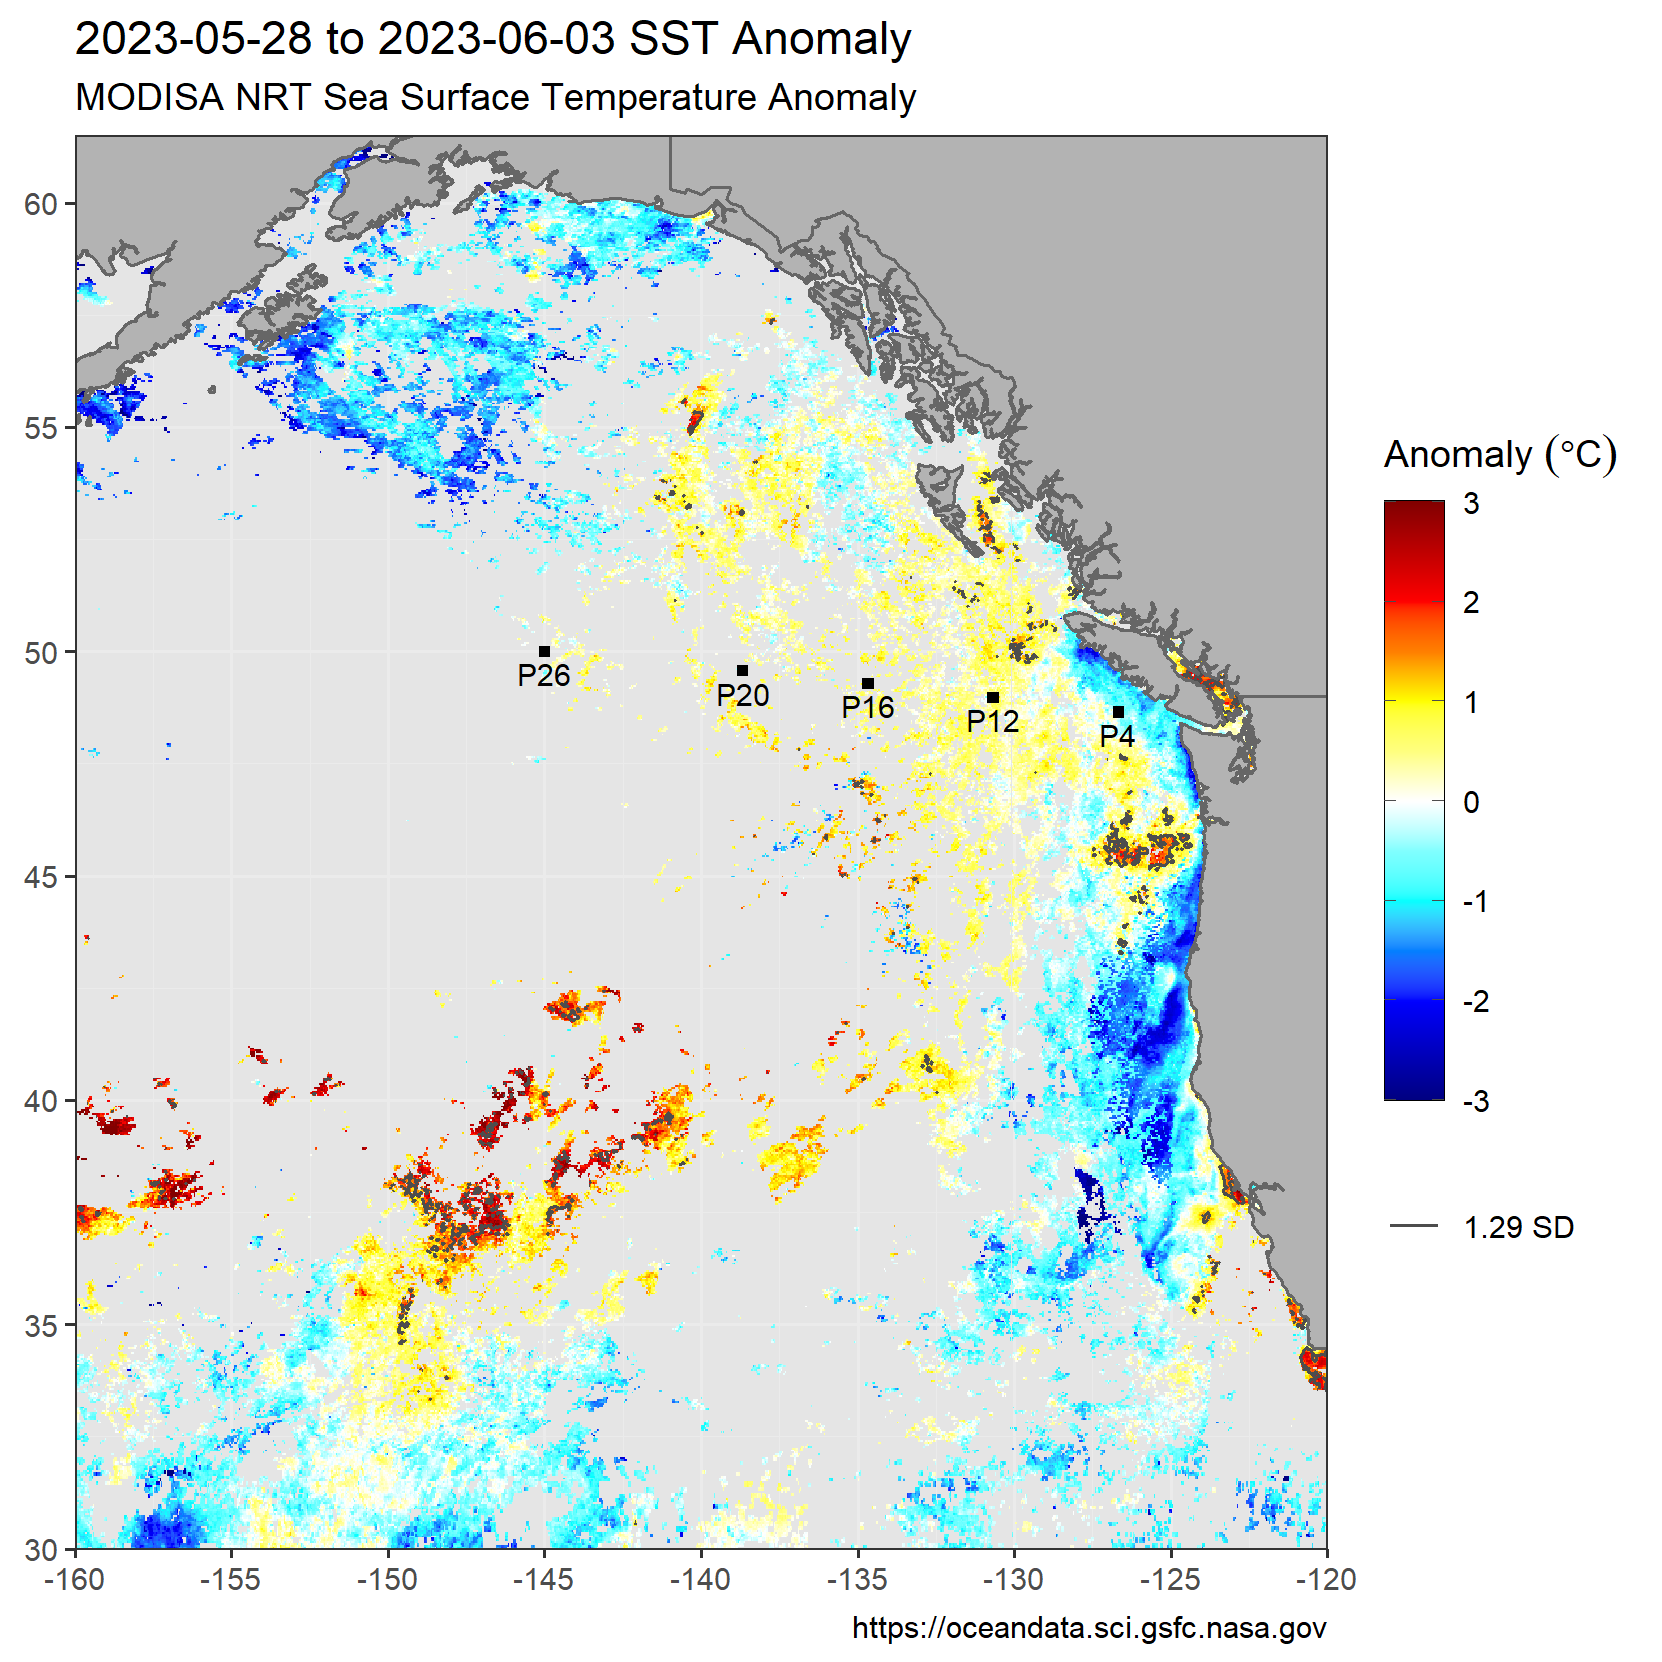 2023-05-28 to 2023-06-03 SST Anomaly
MODISA NRT Sea Surface Temperature Anomaly
60
55
50
45
40
35
30
-160
-155
-150
-145
-140
-135
-130
-125
-120
P26
P20
P16
P12
P4
Anomaly (°C)
3
2
1
0
-1
-2
-3
1.29 SD
https://oceandata.sci.gsfc.nasa.gov